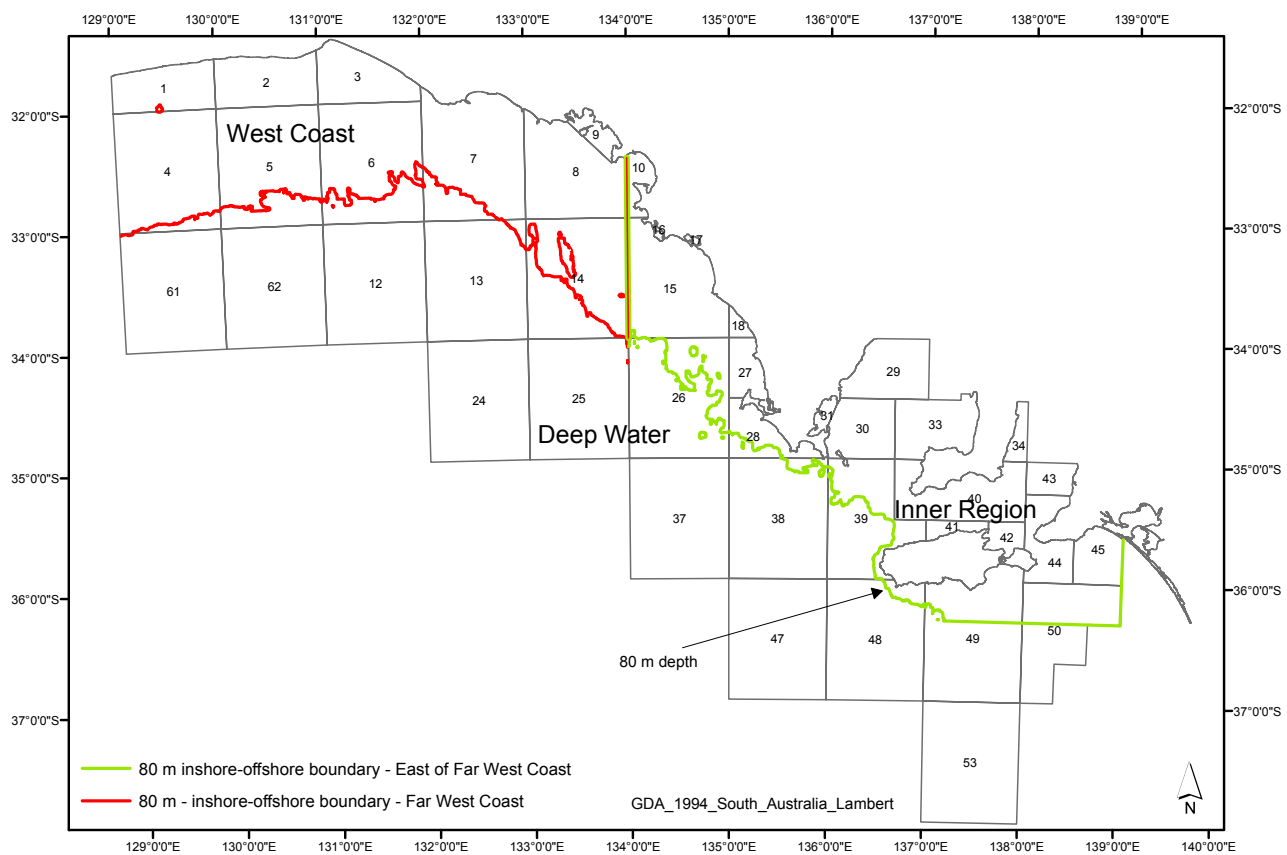 129°0'0"E 130°0'0"E 131°0'0"E 132°0'0"E 133°0'0"E 134°0'0"E 135°0'0"E 136°0'0"E 137°0'0"E 138°0'0"E 139°0'0"E
1 2 3
32°0'0"S 32°0'0"S
West Coast
9
4 5 6 7 8 10
33°0'0"S 33°0'0"S
16 17
61 62 12 13 14 15
18
34°0'0"S 34°0'0"S
27 29
24 25 26 31 30 33
Deep Water
28 34
35°0'0"S 35°0'0"S
43
40
Inner Region
37 38 39 41 42
44 45
36°0'0"S 36°0'0"S
47 48 49 50
80 m depth
37°0'0"S 37°0'0"S
53
80 m inshore-offshore boundary - East of Far West Coast
80 m - inshore-offshore boundary - Far West Coast
GDA_1994_South_Australia_Lambert
N
129°0'0"E 130°0'0"E 131°0'0"E 132°0'0"E 133°0'0"E 134°0'0"E 135°0'0"E 136°0'0"E 137°0'0"E 138°0'0"E 139°0'0"E 140°0'0"E